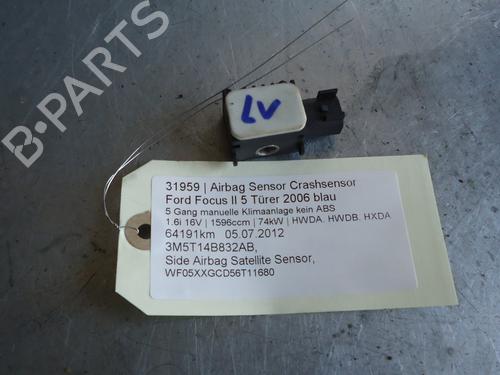 B-PARTS
LV
31959 | Airbag Sensor Crashsensor
Ford Focus II 5 Türer 2006 blau
5 Gang manuelle Klimaanlage kein ABS
1.6i 16V | 1596ccm | 74kW | HWDA. HWDB. HXDA
64191km 05.07.2012
3M5T14B832AB,
Side Airbag Satellite Sensor,
WF05XXGCD56T11680